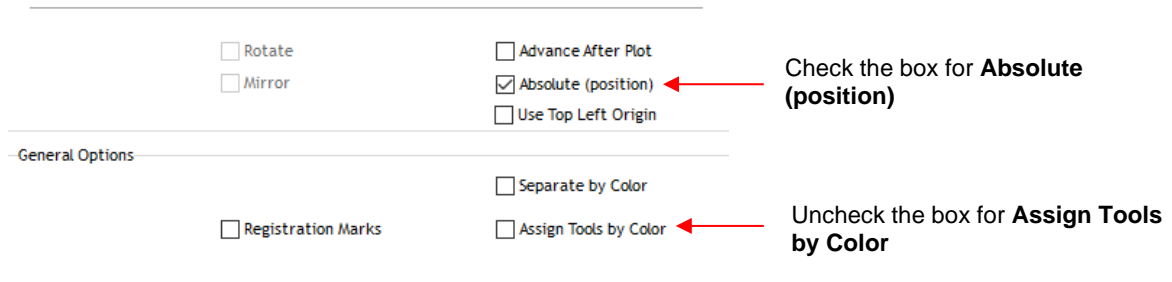 Rotate
Advance After Plot
Mirror
Absolute (position)
Check the box for Absolute
(position)
Use Top Left Origin
General Options
Separate by Color
Registration Marks
Assign Tools by Color
Uncheck the box for Assign Tools
by Color